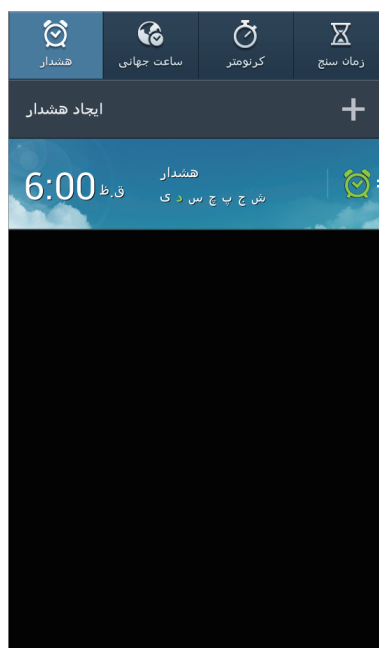 هشدار
ساعت جهانی
کرنومتر
زمان سنج
ایجاد هشدار
6:00 ق.ظ
هشدار
ش ج پ چ س د ی